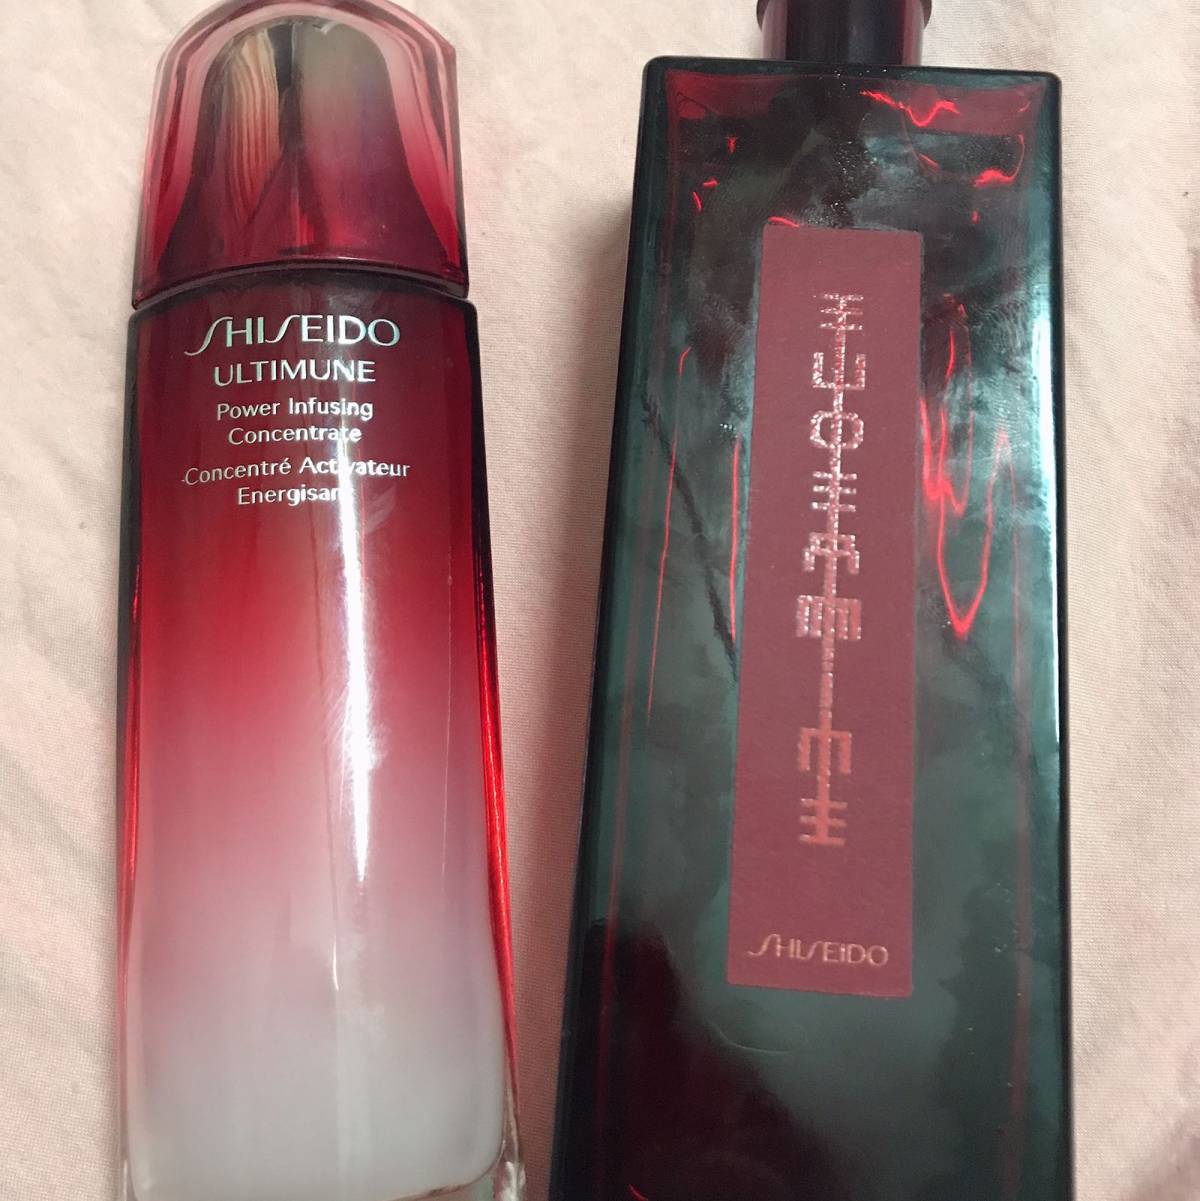 SHISEIDO
ULTIMUNE
Power Infusing
Concentrate
Concentré Activateur
Energisant
SHISEIDO